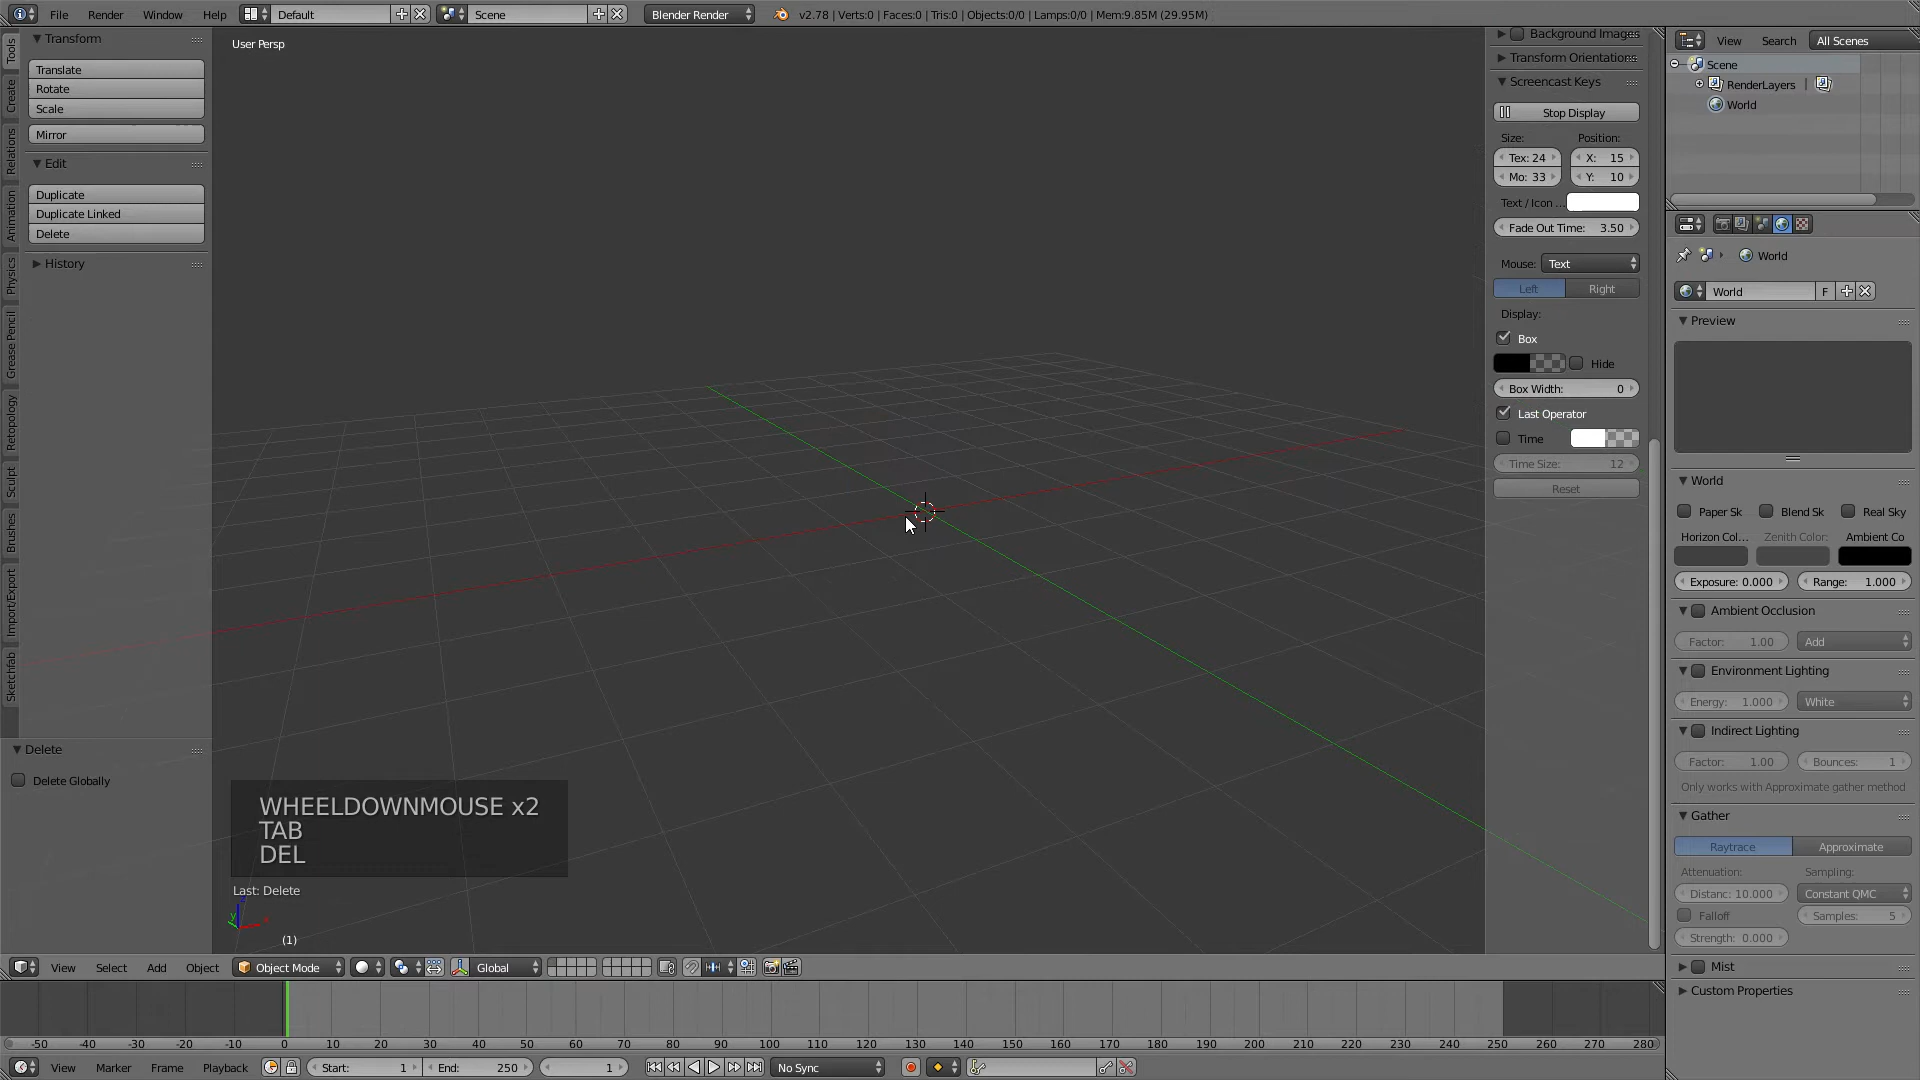 File Render Window Help Default Scene Blender Render v2.78 | Verts:0 | Faces:0 | Tris:0 | Objects:0/0 | Lamps:0/0 | Mem:9.85M (29.95M)
Tools
Create
Relations
Animation
Physics
Grease Pencil
Retopology
Sculpt
Brushes
Import/Export
Sketchfab
Transform
Translate
Rotate
Scale
Mirror
Edit
Duplicate
Duplicate Linked
Delete
History
Delete
Delete Globally
User Persp
WHEELDOWNMOUSE x2
TAB
DEL
Last: Delete
y x
(1)
Background Images
Transform Orientations
Screencast Keys
Stop Display
Size: Position:
Tex: 24 X: 15
Mo: 33 Y: 10
Text / Icon ...
Fade Out Time: 3.50
Mouse: Text
Left Right
Display:
Box
Hide
Box Width: 0
Last Operator
Time
Time Size: 12
Reset
View Search All Scenes
Scene
RenderLayers |
World
World
World F
Preview
World
Paper Sk Blend Sk Real Sky
Horizon Col... Zenith Color: Ambient Co
Exposure: 0.000 Range: 1.000
Ambient Occlusion
Factor: 1.00 Add
Environment Lighting
Energy: 1.000 White
Indirect Lighting
Factor: 1.00 Bounces: 1
Only works with Approximate gather method
Gather
Raytrace Approximate
Attenuation: Sampling:
Distanc: 10.000 Constant QMC
Falloff Samples: 5
Strength: 0.000
Mist
Custom Properties
View Select Add Object Object Mode Global
-50 -40 -30 -20 -10 0 10 20 30 40 50 60 70 80 90 100 110 120 130 140 150 160 170 180 190 200 210 220 230 240 250 260 270 280
View Marker Frame Playback Start: 1 End: 250 1 No Sync